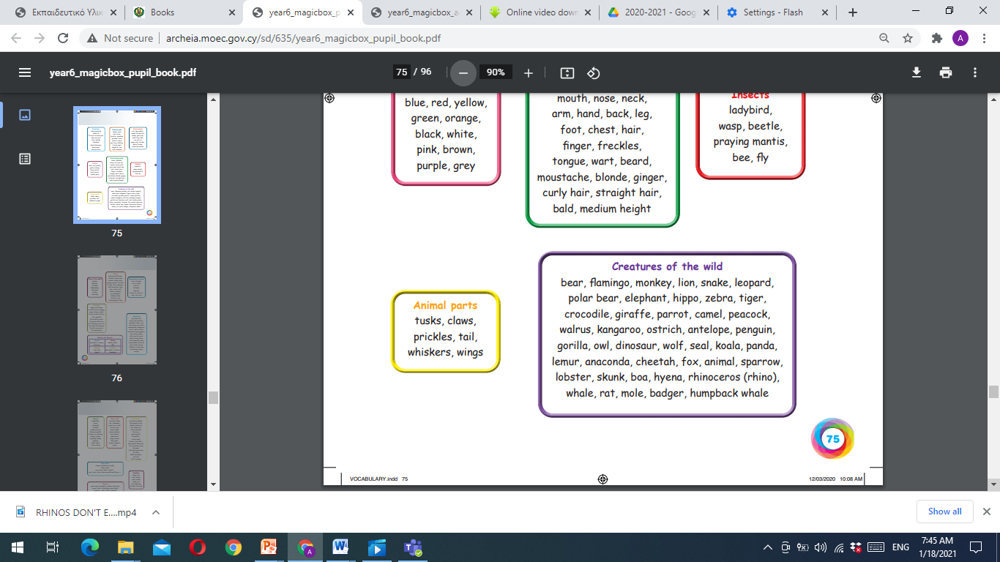 Εκπαιδευτικό Υλικ
Books
year6_magicbox_p
year6_magicbox_a
Online video dow
2020-2021 - Goog
Settings - Flash
Not secure | archeia.moec.gov.cy/sd/635/year6_magicbox_pupil_book.pdf
A
year6_magicbox_pupil_book.pdf
75 / 96
90%
75
76
blue, red, yellow,
green, orange,
black, white,
pink, brown,
purple, grey
mouth, nose, neck,
arm, hand, back, leg,
foot, chest, hair,
finger, freckles,
tongue, wart, beard,
moustache, blonde, ginger,
curly hair, straight hair,
bald, medium height
Insects
ladybird,
wasp, beetle,
praying mantis,
bee, fly
Animal parts
tusks, claws,
prickles, tail,
whiskers, wings
Creatures of the wild
bear, flamingo, monkey, lion, snake, leopard,
polar bear, elephant, hippo, zebra, tiger,
crocodile, giraffe, parrot, camel, peacock,
walrus, kangaroo, ostrich, antelope, penguin,
gorilla, owl, dinosaur, wolf, seal, koala, panda,
lemur, anaconda, cheetah, fox, animal, sparrow,
lobster, skunk, boa, hyena, rhinoceros (rhino),
whale, rat, mole, badger, humpback whale
75
VOCABULARY.indd 75
12/03/2020 10:08 AM
RHINOS DON'T E....mp4
Show all
ENG
7:45 AM
1/18/2021